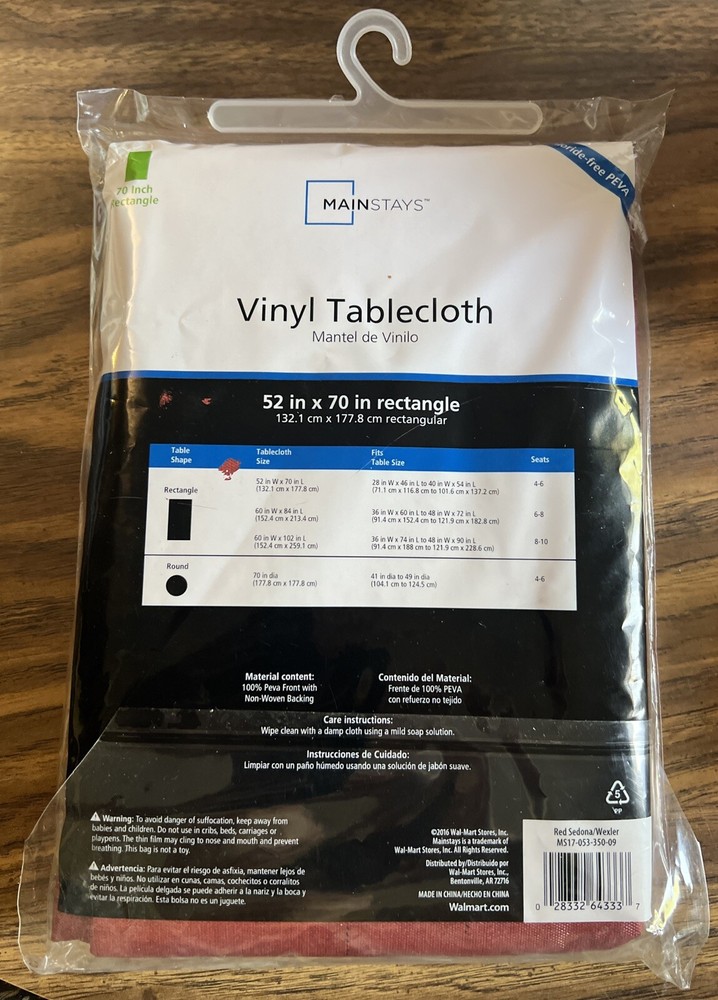 70 Inch
Rectangle
oride-free PEVA
MAINSTAYS™
Vinyl Tablecloth
Mantel de Vinilo
52 in x 70 in rectangle
132.1 cm x 177.8 cm rectangular
Table Shape Tablecloth Size Fits Table Size Seats
Rectangle
52 in W x 70 in L 28 in W x 46 in L to 40 in W x 54 in L 4-6
(132.1 cm x 177.8 cm) (71.1 cm x 116.8 cm to 101.6 cm x 137.2 cm)
60 in W x 84 in L 36 in W x 60 in L to 48 in W x 72 in L 6-8
(152.4 cm x 213.4 cm) (91.4 cm x 152.4 cm to 121.9 cm x 182.8 cm)
60 in W x 102 in L 36 in W x 74 in L to 48 in W x 90 in L 8-10
(152.4 cm x 259.1 cm) (91.4 cm x 188 cm to 121.9 cm x 228.6 cm)
Round
70 in dia 41 in dia to 49 in dia 4-6
(177.8 cm x 177.8 cm) (104.1 cm to 124.5 cm)
Material content:
100% Peva Front with
Non-Woven Backing
Contenido del Material:
Frente de 100% PEVA
con refuerzo no tejido
Care instructions:
Wipe clean with a damp cloth using a mild soap solution.
Instrucciones de Cuidado:
Limpiar con un paño húmedo usando una solución de jabón suave.
Warning: To avoid danger of suffocation, keep away from
babies and children. Do not use in cribs, beds, carriages or
playpens. The thin film may cling to nose and mouth and prevent
breathing. This bag is not a toy.
Advertencia: Para evitar el riesgo de asfixia, mantener lejos de
bebés y niños. No utilizar en cunas, camas, cochecitos o corralitos
de niños. La película delgada se puede adherir a la nariz y la boca y
evitar la respiración. Esta bolsa no es un juguete.
©2016 Wal-Mart Stores, Inc.
Mainstays is a trademark of
Wal-Mart Stores, Inc. All Rights Reserved.
Distributed by/Distribuido por
Wal-Mart Stores, Inc.,
Bentonville, AR 72716
MADE IN CHINA/HECHO EN CHINA
Walmart.com
5
PP
Red Sedona/Wexler
MS17-053-350-09
0 28332 64333 7